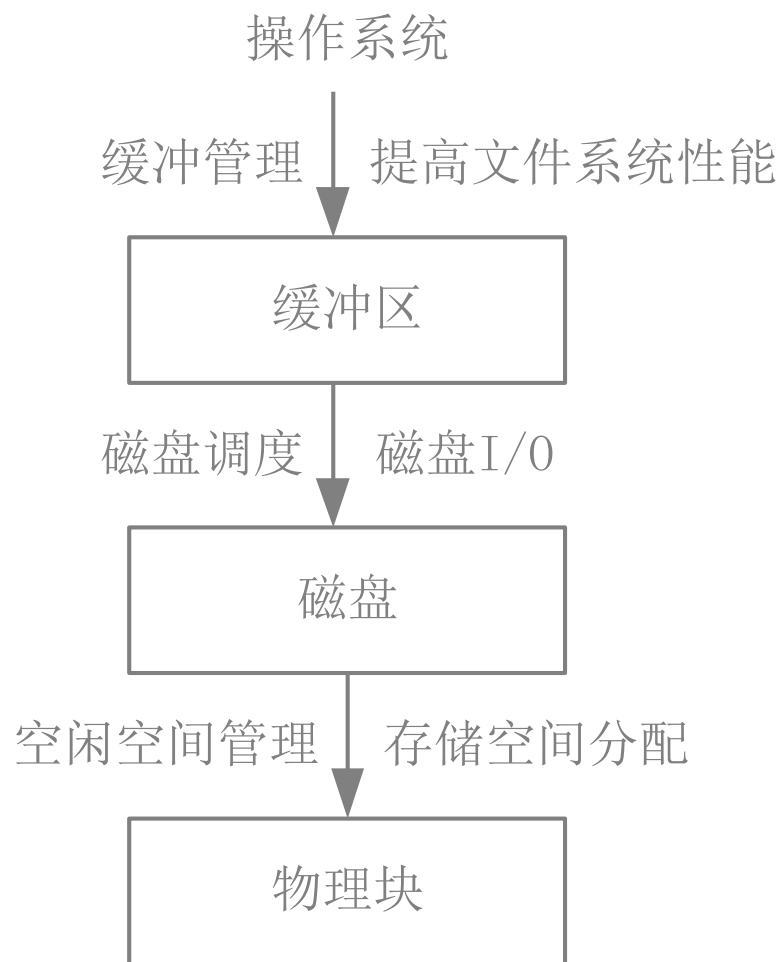 操作系统
缓冲管理 提高文件系统性能
缓冲区
磁盘调度 磁盘I/O
磁盘
空闲空间管理 存储空间分配
物理块